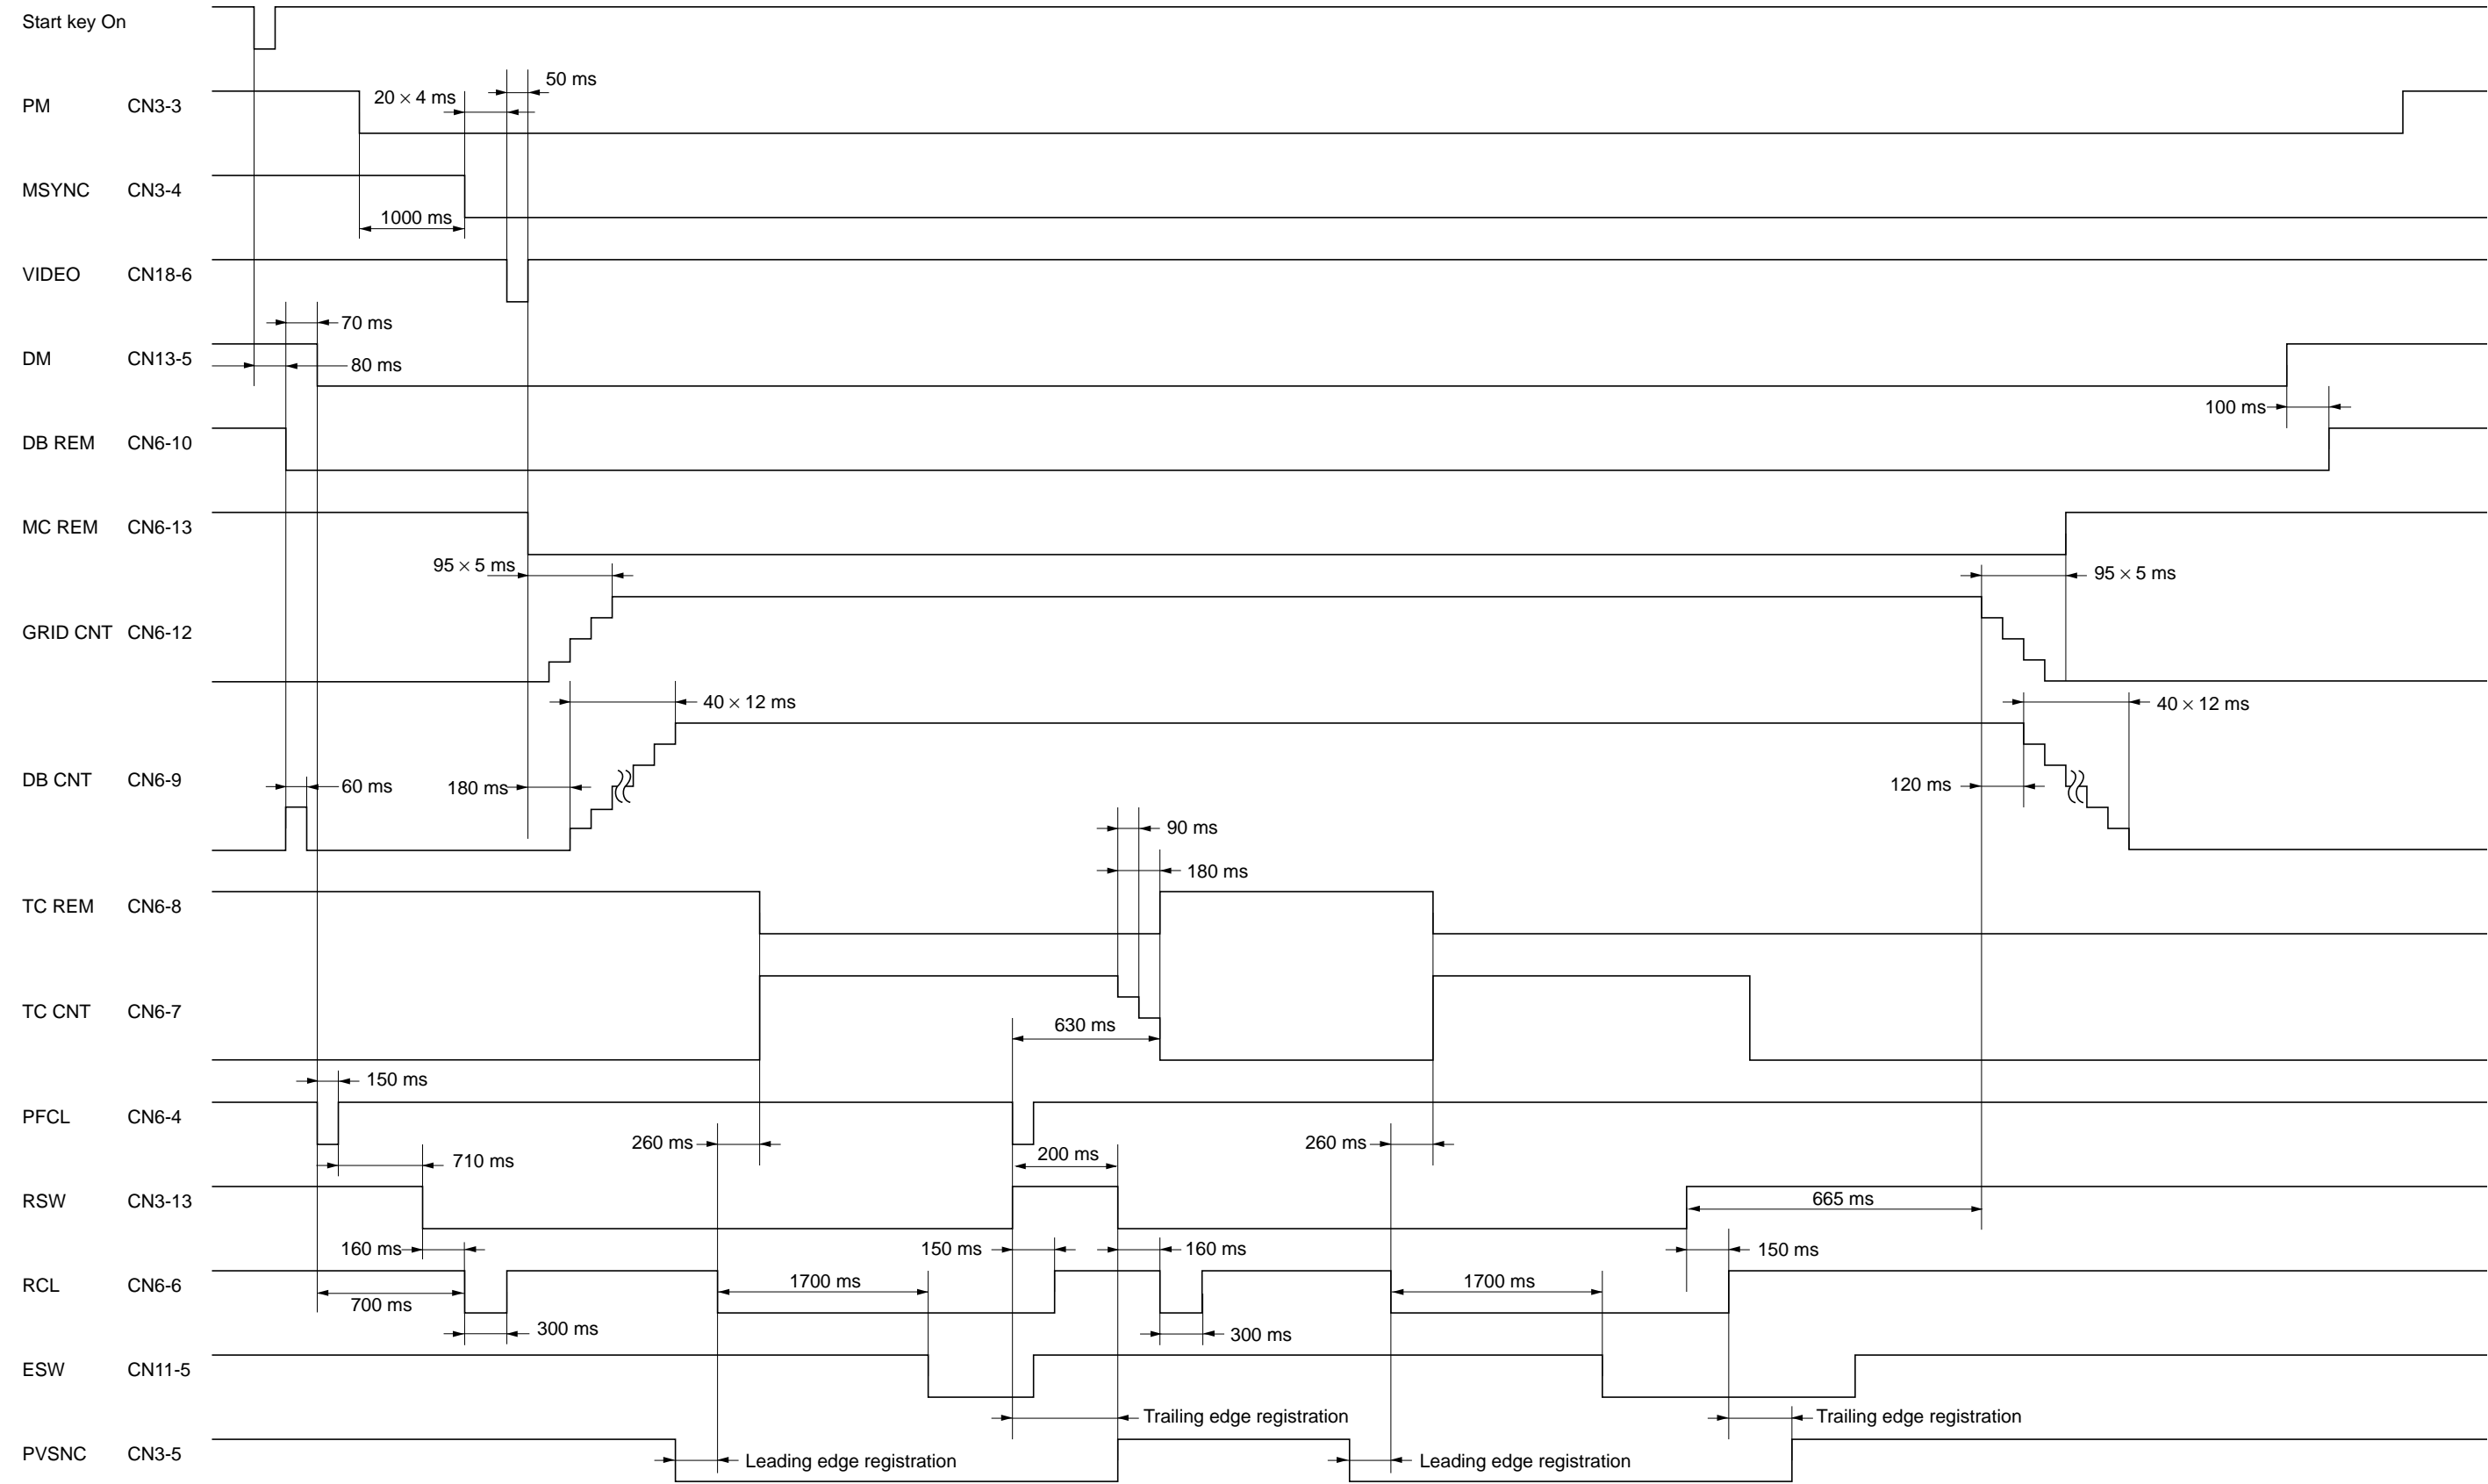 Start key On
50 ms
PM CN3-3
20 × 4 ms
MSYNC CN3-4
1000 ms
VIDEO CN18-6
70 ms
DM CN13-5
80 ms
100 ms
DB REM CN6-10
MC REM CN6-13
95 × 5 ms
95 × 5 ms
GRID CNT CN6-12
40 × 12 ms
40 × 12 ms
DB CNT CN6-9
60 ms
180 ms
120 ms
90 ms
180 ms
TC REM CN6-8
TC CNT CN6-7
630 ms
150 ms
PFCL CN6-4
260 ms
260 ms
710 ms
200 ms
RSW CN3-13
665 ms
160 ms
150 ms
160 ms
150 ms
RCL CN6-6
1700 ms
1700 ms
700 ms
300 ms
300 ms
ESW CN11-5
Trailing edge registration
Trailing edge registration
PVSNC CN3-5
Leading edge registration
Leading edge registration